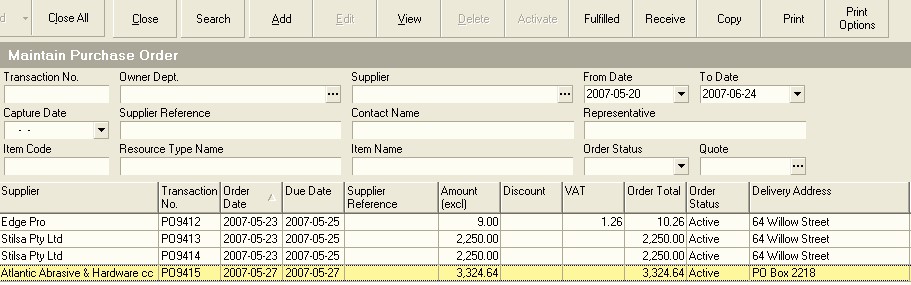 Close All Close Search Add Edit View Delete Activate Fulfilled Receive Copy Print Print Options
Maintain Purchase Order
Transaction No. Owner Dept. Supplier From Date To Date
... ... 2007-05-20 2007-06-24
Capture Date Supplier Reference Contact Name Representative
- -
Item Code Resource Type Name Item Name Order Status Quote
...
Supplier Transaction No. Order Date Due Date Supplier Reference Amount (excl) Discount VAT Order Total Order Status Delivery Address
Edge Pro PO9412 2007-05-23 2007-05-25 9.00 1.26 10.26 Active 64 Willow Street
Stilsa Pty Ltd PO9413 2007-05-23 2007-05-25 2,250.00 2,250.00 Active 64 Willow Street
Stilsa Pty Ltd PO9414 2007-05-23 2007-05-25 2,250.00 2,250.00 Active 64 Willow Street
Atlantic Abrasive & Hardware cc PO9415 2007-05-27 2007-05-27 3,324.64 3,324.64 Active PO Box 2218